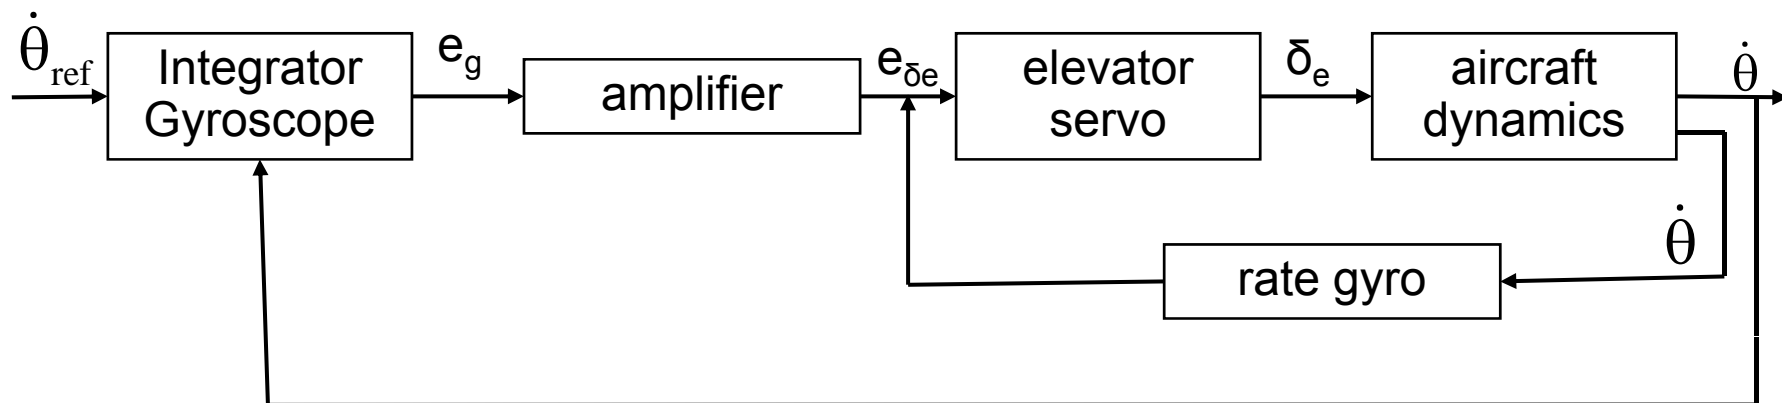 θ̇ref
Integrator
Gyroscope
eg
amplifier
eδe
elevator
servo
δe
aircraft
dynamics
θ̇
θ̇
rate gyro